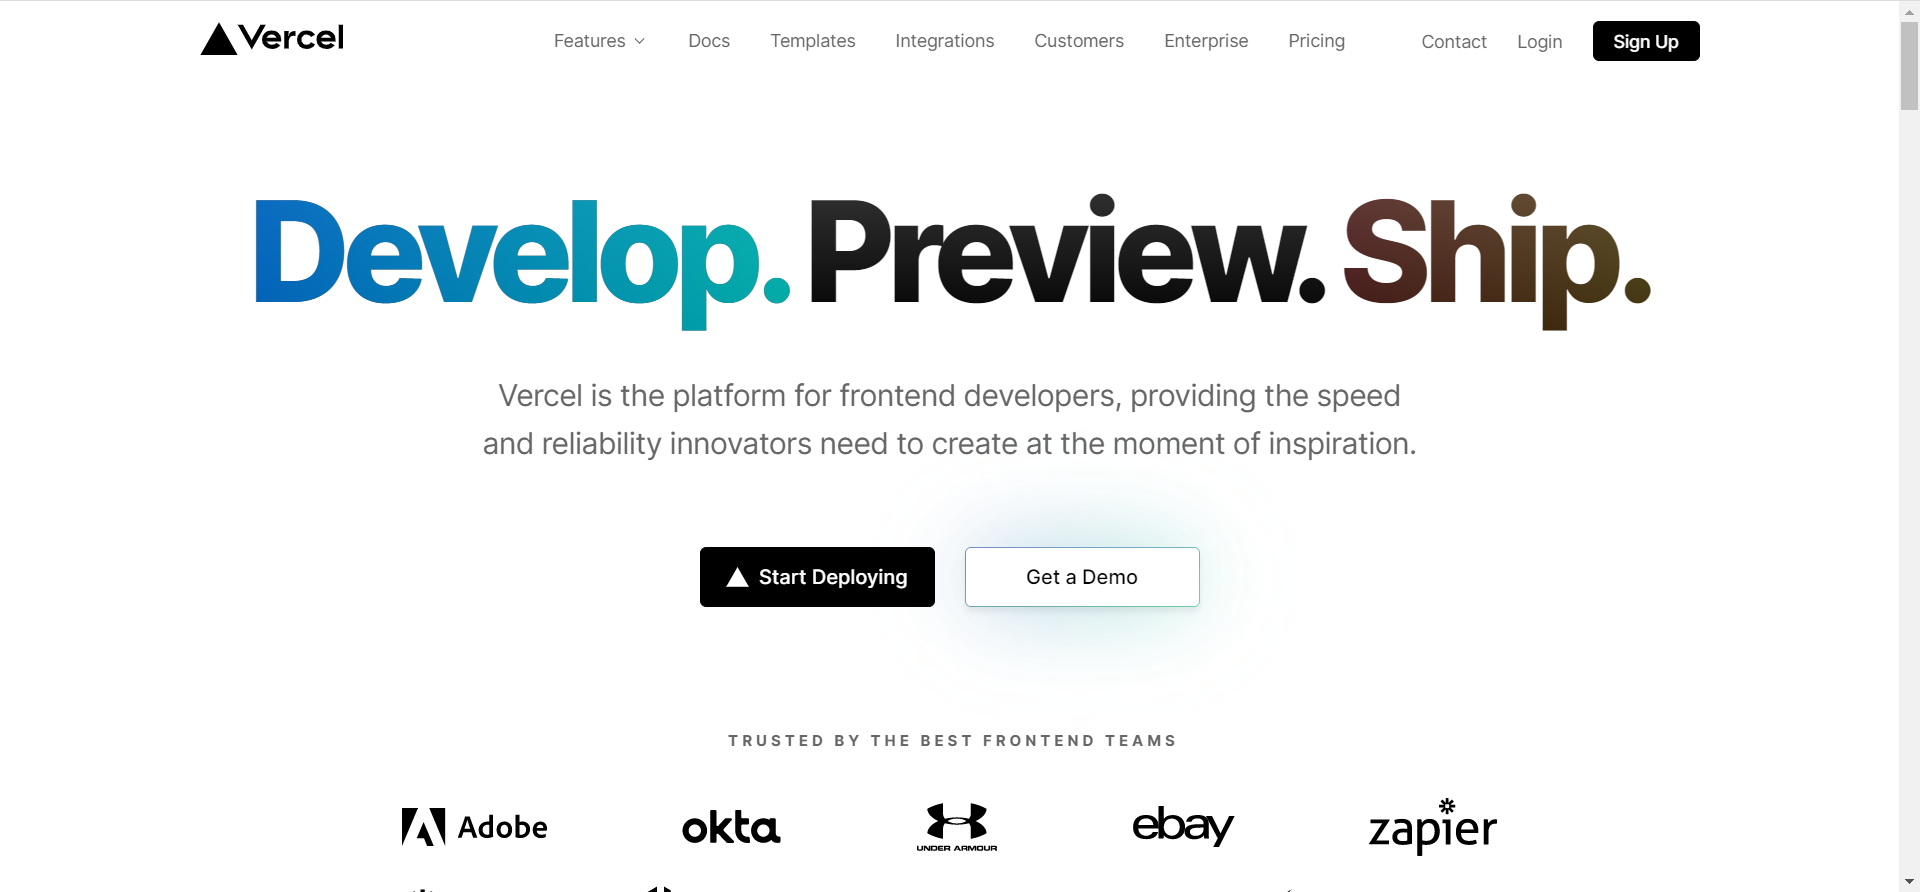 Vercel
Features Docs Templates Integrations Customers Enterprise Pricing Contact Login Sign Up
Develop. Preview. Ship.
Vercel is the platform for frontend developers, providing the speed
and reliability innovators need to create at the moment of inspiration.
Start Deploying Get a Demo
TRUSTED BY THE BEST FRONTEND TEAMS
Adobe okta UNDER ARMOUR ebay zapier